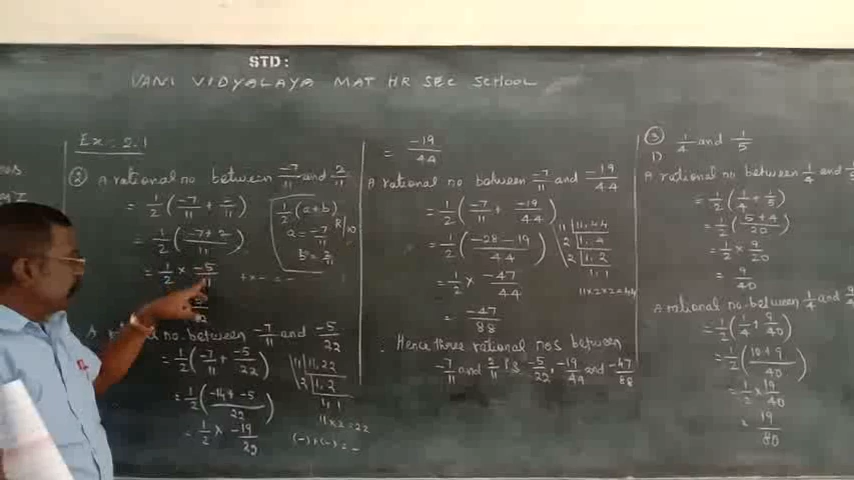 STD:
VANI VIDYALAYA MAT HR SEC SCHOOL
Ex: 2.1
② A rational no between -7/11 and 2/11
= 1/2 (-7/11 + 2/11)
= 1/2 (-7+2/11)
= 1/2 × -5/11
1/2 (a+b)
a = -7/11
b = 2/11
rational no. between -7/11 and -5/22
= 1/2 (-7/11 + -5/22)
= 1/2 (-14+ -5/22)
= 1/2 × -19/22
11 | 11, 22
2 | 1, 2
1 1
11×2=22
(-)+(-) = -
= -19/44
A rational no. between -7/11 and -19/44
= 1/2 (-7/11 + -19/44)
= 1/2 (-28-19/44)
= 1/2 × -47/44
= -47/88
11 | 11, 44
2 | 1, 4
2 | 1, 2
1, 1
11×2×2=44
Hence three rational nos between
-7/11 and 2/11 is -5/22, -19/44 and -47/88
③ 1/4 and 1/5
1)
A rational no between 1/4 and
= 1/2 (1/4 + 1/5)
= 1/2 (5+4/20)
= 1/2 × 9/20
= 9/40
A rational no. between 1/4 and 9/4
= 1/2 (1/4 + 9/40)
= 1/2 (10+9/40)
= 1/2 × 19/40
= 19/80